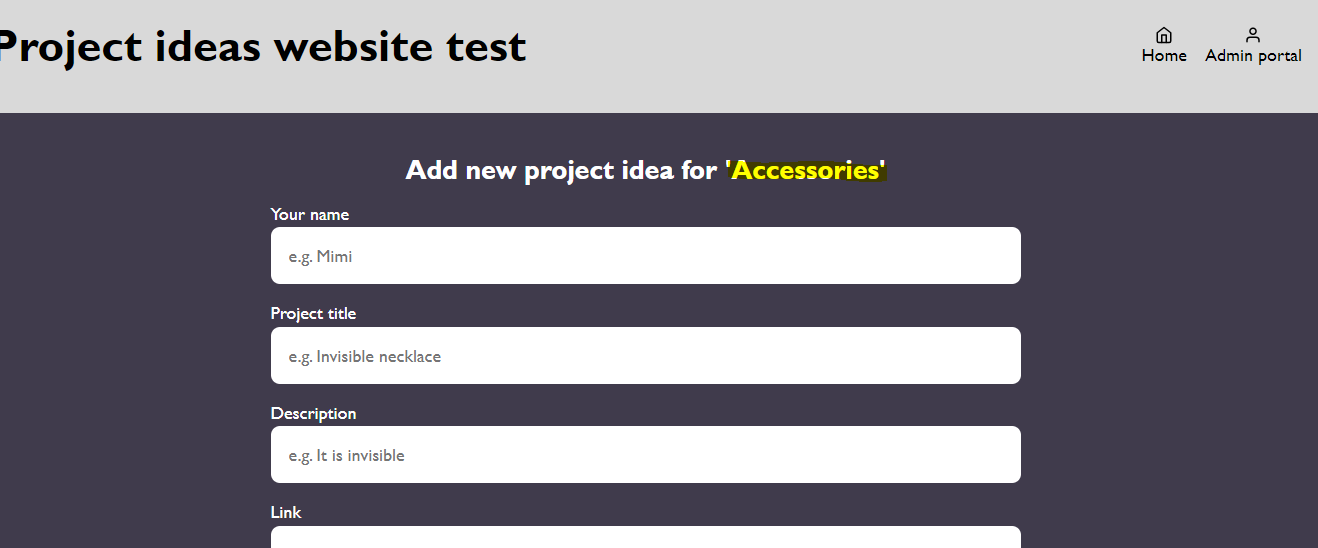 Project ideas website test
Home
Admin portal
Add new project idea for 'Accessories'
Your name
e.g. Mimi
Project title
e.g. Invisible necklace
Description
e.g. It is invisible
Link